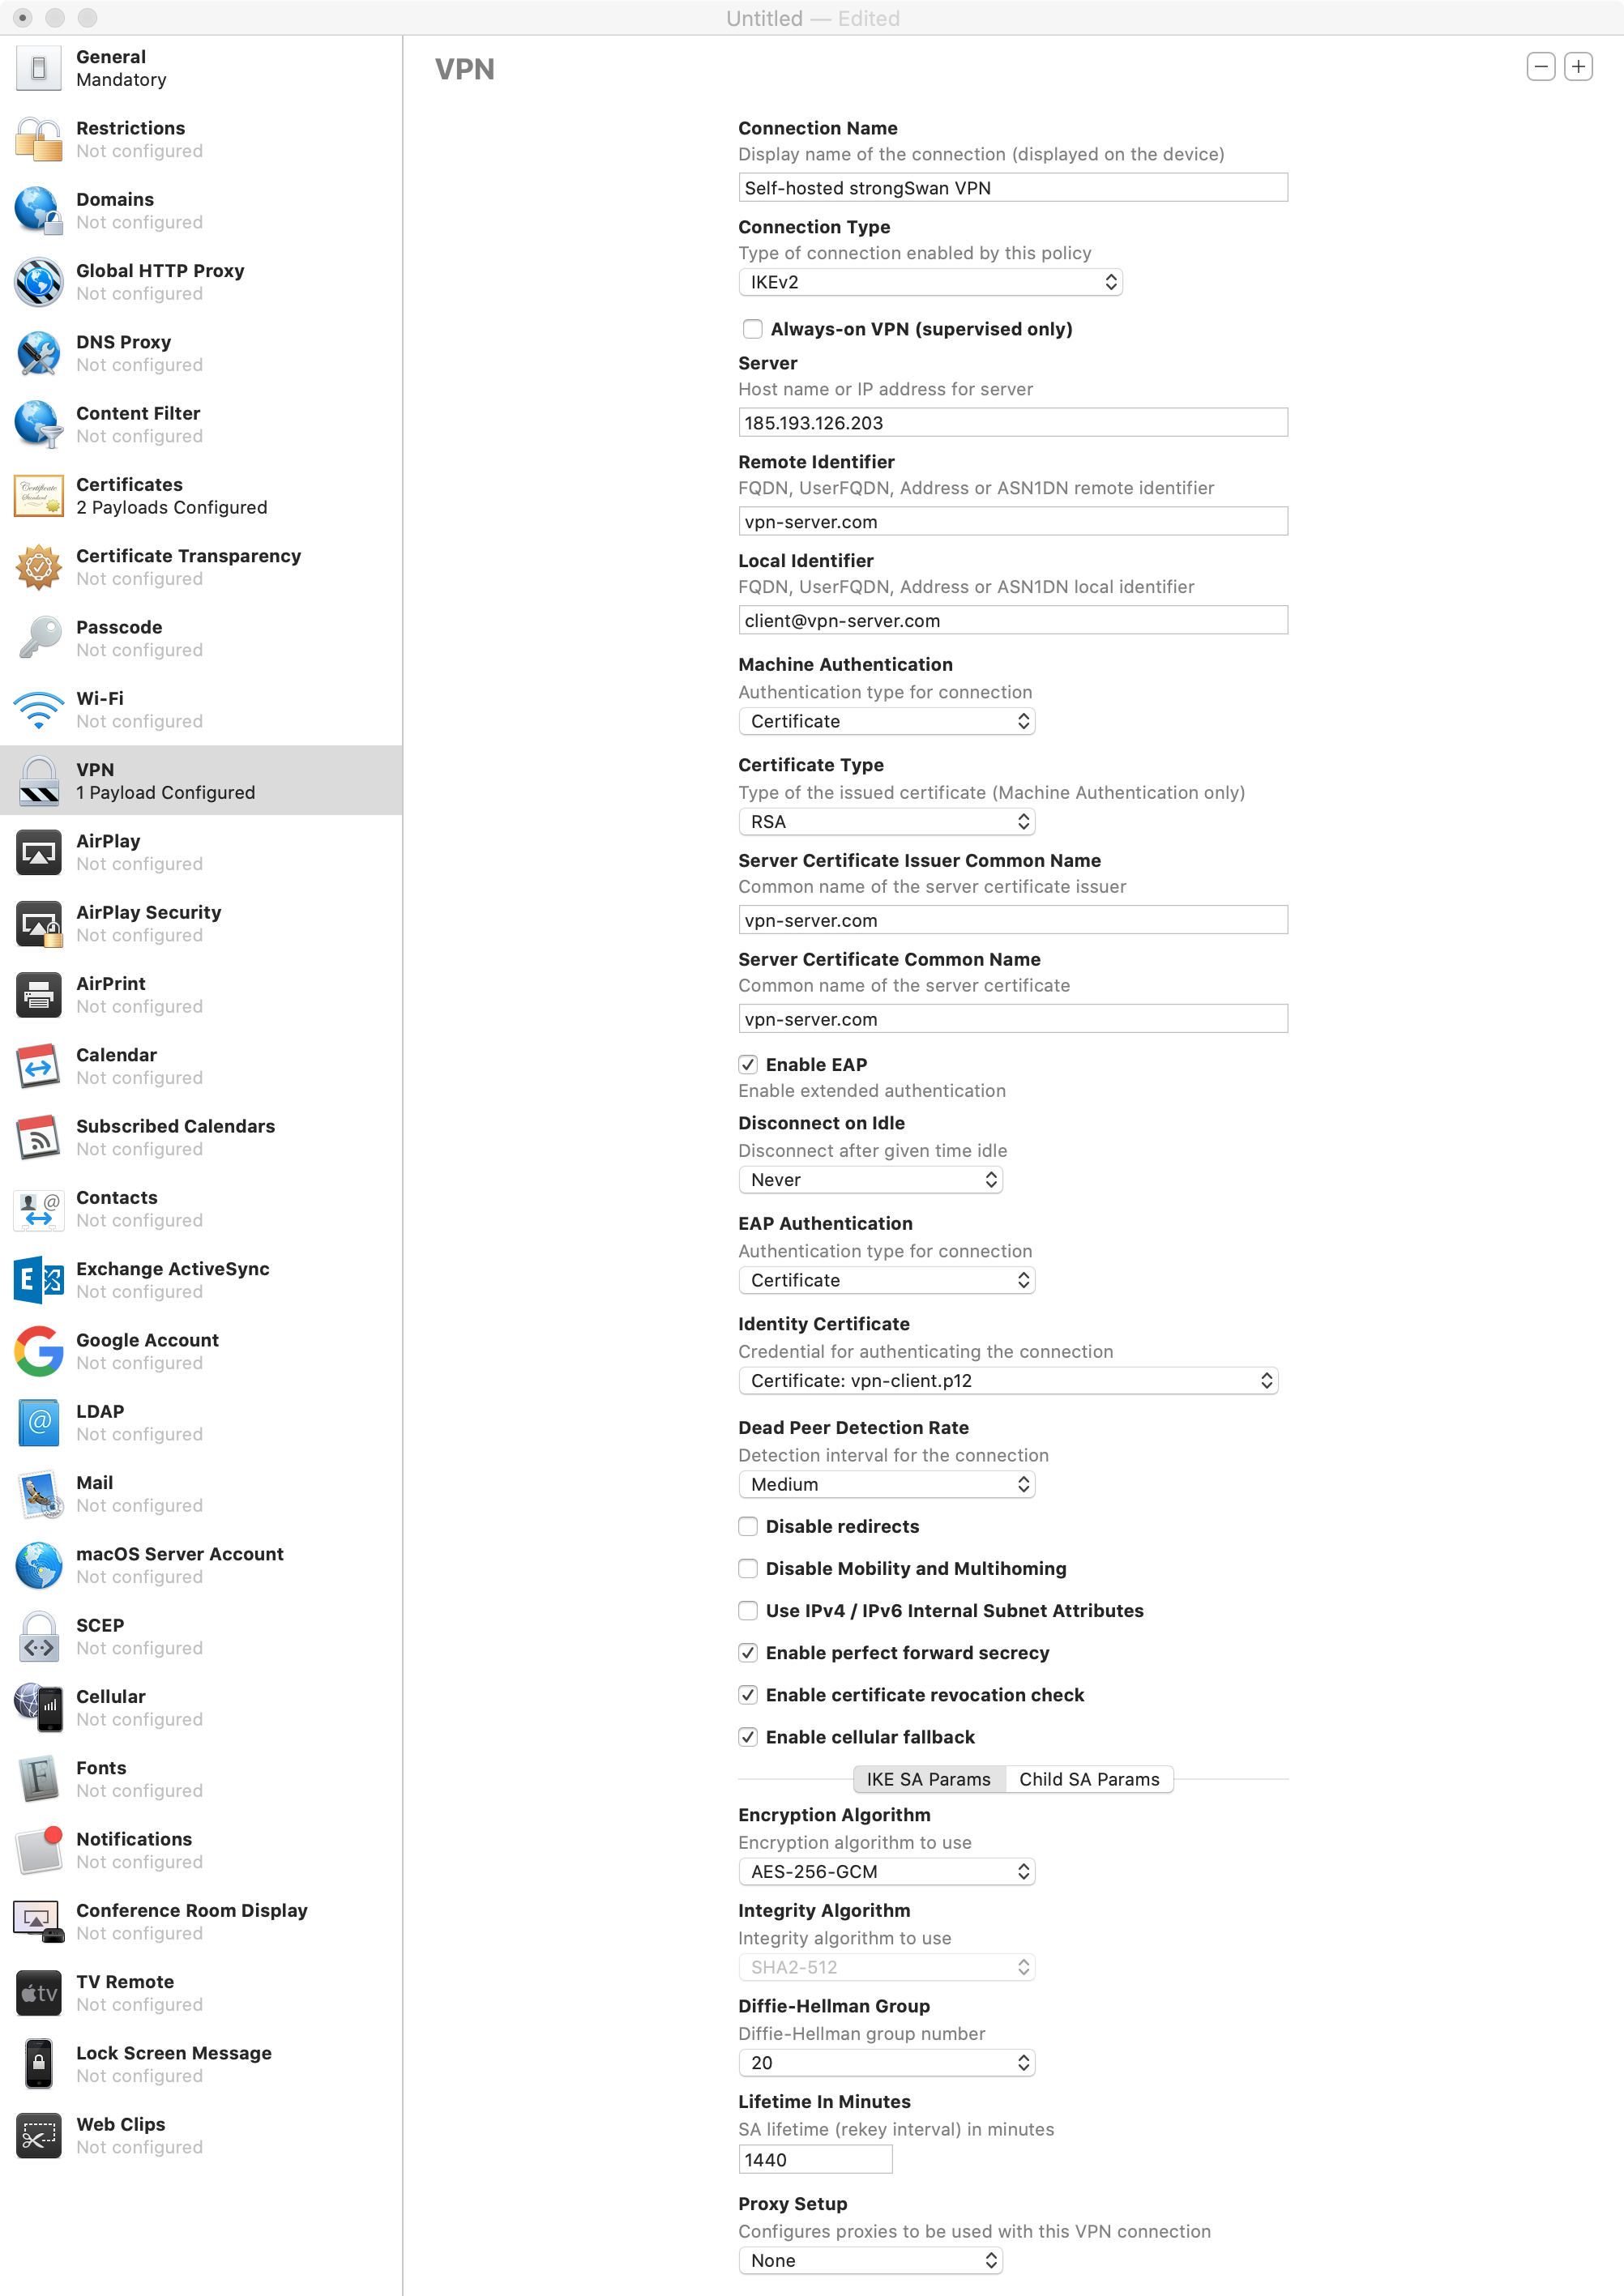 Untitled — Edited
General
Mandatory
Restrictions
Not configured
Domains
Not configured
Global HTTP Proxy
Not configured
DNS Proxy
Not configured
Content Filter
Not configured
Certificates
2 Payloads Configured
Certificate Transparency
Not configured
Passcode
Not configured
Wi-Fi
Not configured
VPN
1 Payload Configured
AirPlay
Not configured
AirPlay Security
Not configured
AirPrint
Not configured
Calendar
Not configured
Subscribed Calendars
Not configured
Contacts
Not configured
Exchange ActiveSync
Not configured
Google Account
Not configured
LDAP
Not configured
Mail
Not configured
macOS Server Account
Not configured
SCEP
Not configured
Cellular
Not configured
Fonts
Not configured
Notifications
Not configured
Conference Room Display
Not configured
TV Remote
Not configured
Lock Screen Message
Not configured
Web Clips
Not configured
VPN
Connection Name
Display name of the connection (displayed on the device)
Self-hosted strongSwan VPN
Connection Type
Type of connection enabled by this policy
IKEv2
Always-on VPN (supervised only)
Server
Host name or IP address for server
185.193.126.203
Remote Identifier
FQDN, UserFQDN, Address or ASN1DN remote identifier
vpn-server.com
Local Identifier
FQDN, UserFQDN, Address or ASN1DN local identifier
client@vpn-server.com
Machine Authentication
Authentication type for connection
Certificate
Certificate Type
Type of the issued certificate (Machine Authentication only)
RSA
Server Certificate Issuer Common Name
Common name of the server certificate issuer
vpn-server.com
Server Certificate Common Name
Common name of the server certificate
vpn-server.com
Enable EAP
Enable extended authentication
Disconnect on Idle
Disconnect after given time idle
Never
EAP Authentication
Authentication type for connection
Certificate
Identity Certificate
Credential for authenticating the connection
Certificate: vpn-client.p12
Dead Peer Detection Rate
Detection interval for the connection
Medium
Disable redirects
Disable Mobility and Multihoming
Use IPv4 / IPv6 Internal Subnet Attributes
Enable perfect forward secrecy
Enable certificate revocation check
Enable cellular fallback
IKE SA Params Child SA Params
Encryption Algorithm
Encryption algorithm to use
AES-256-GCM
Integrity Algorithm
Integrity algorithm to use
SHA2-512
Diffie-Hellman Group
Diffie-Hellman group number
20
Lifetime In Minutes
SA lifetime (rekey interval) in minutes
1440
Proxy Setup
Configures proxies to be used with this VPN connection
None